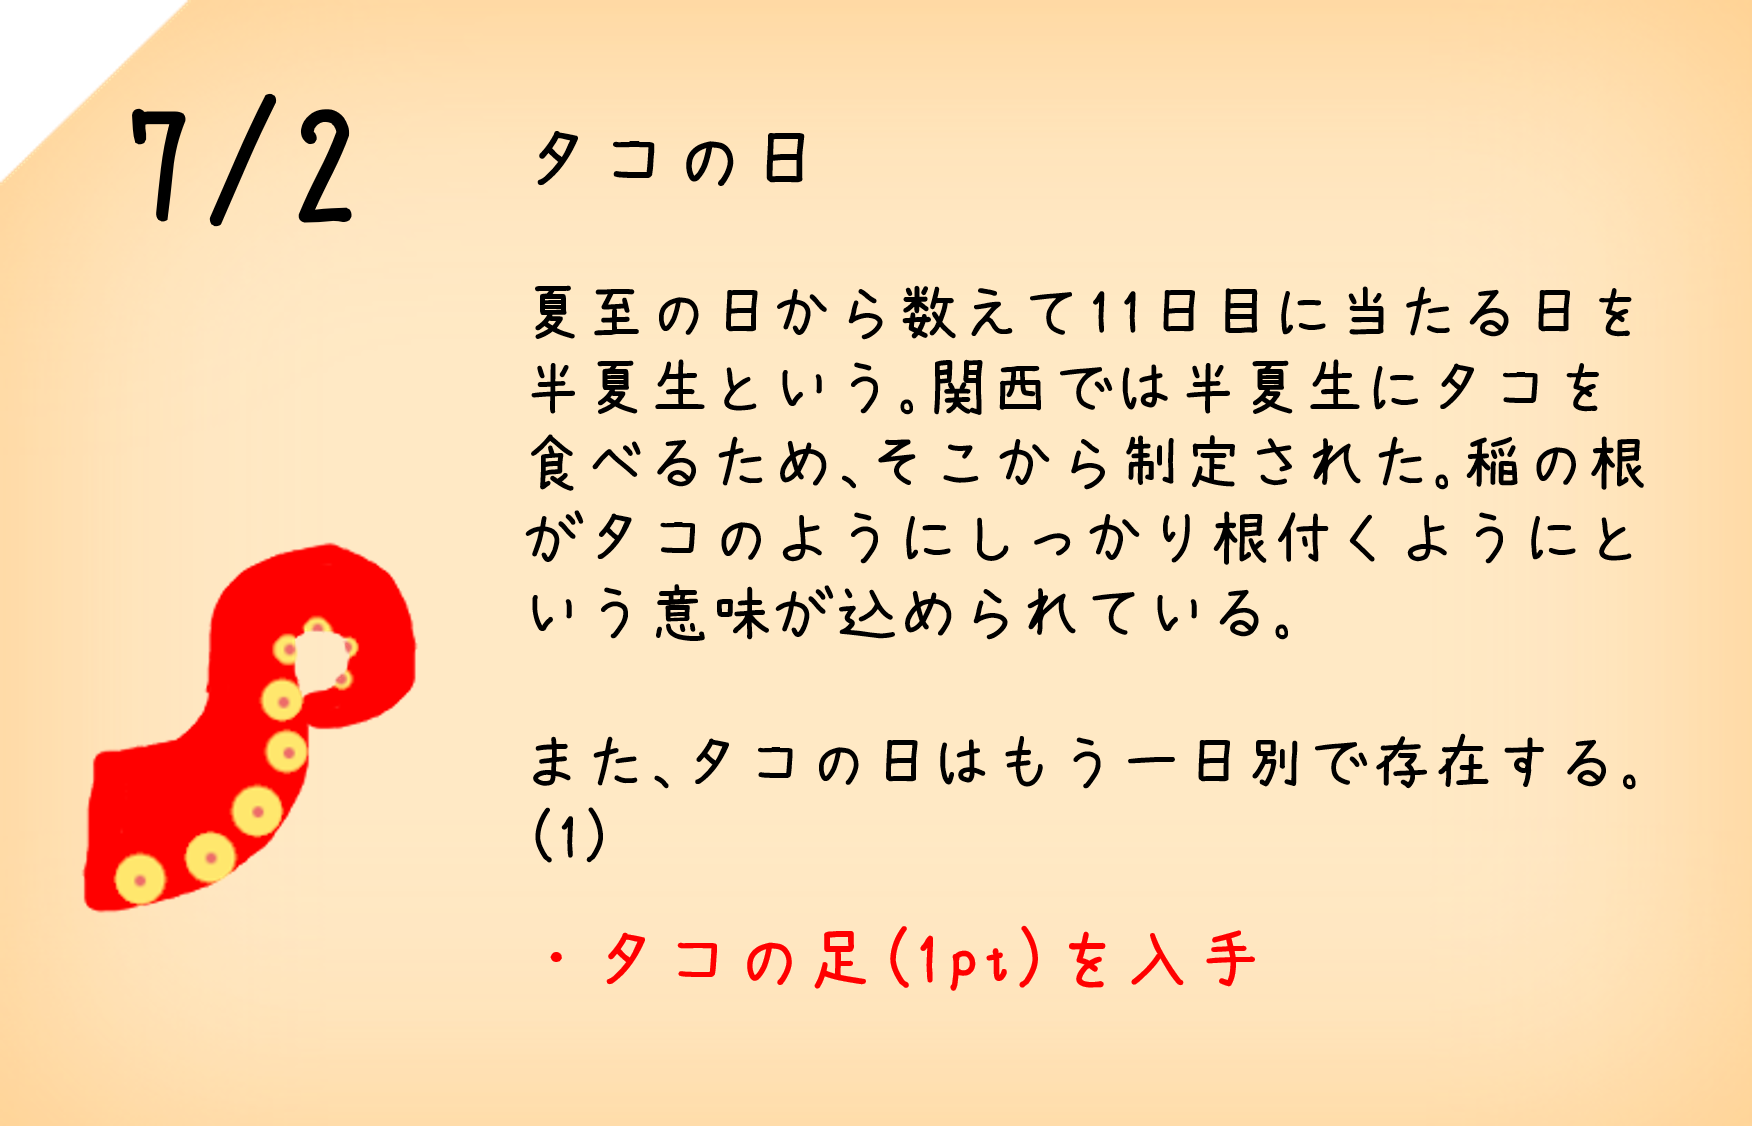 7/2
タコの日
夏至の日から数えて11日目に当たる日を
半夏生という。関西では半夏生にタコを
食べるため、そこから制定された。稲の根
がタコのようにしっかり根付くようにと
いう意味が込められている。
また、タコの日はもう一日別で存在する。
(1)
・タコの足(1pt)を入手